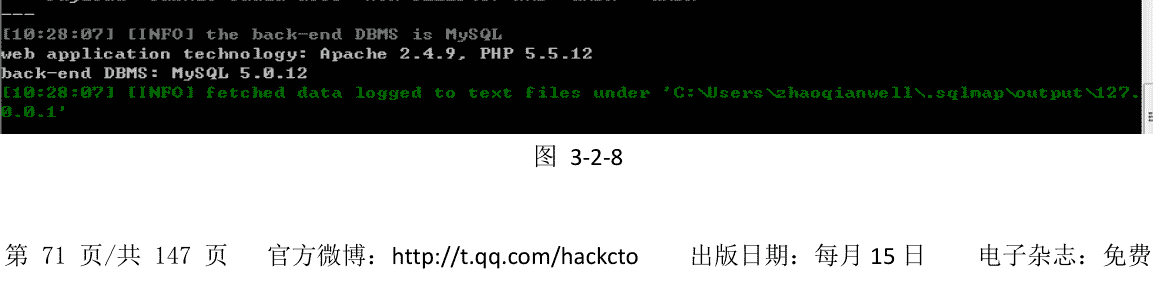 ---
[10:28:07] [INFO] the back-end DBMS is MySQL
web application technology: Apache 2.4.9, PHP 5.5.12
back-end DBMS: MySQL 5.0.12
[10:28:07] [INFO] fetched data logged to text files under 'C:\Users\zhaoqianwell\.sqlmap\output\127.
0.0.1'
图 3-2-8
第 71 页/共 147 页 官方微博：http://t.qq.com/hackcto 出版日期：每月 15 日 电子杂志：免费